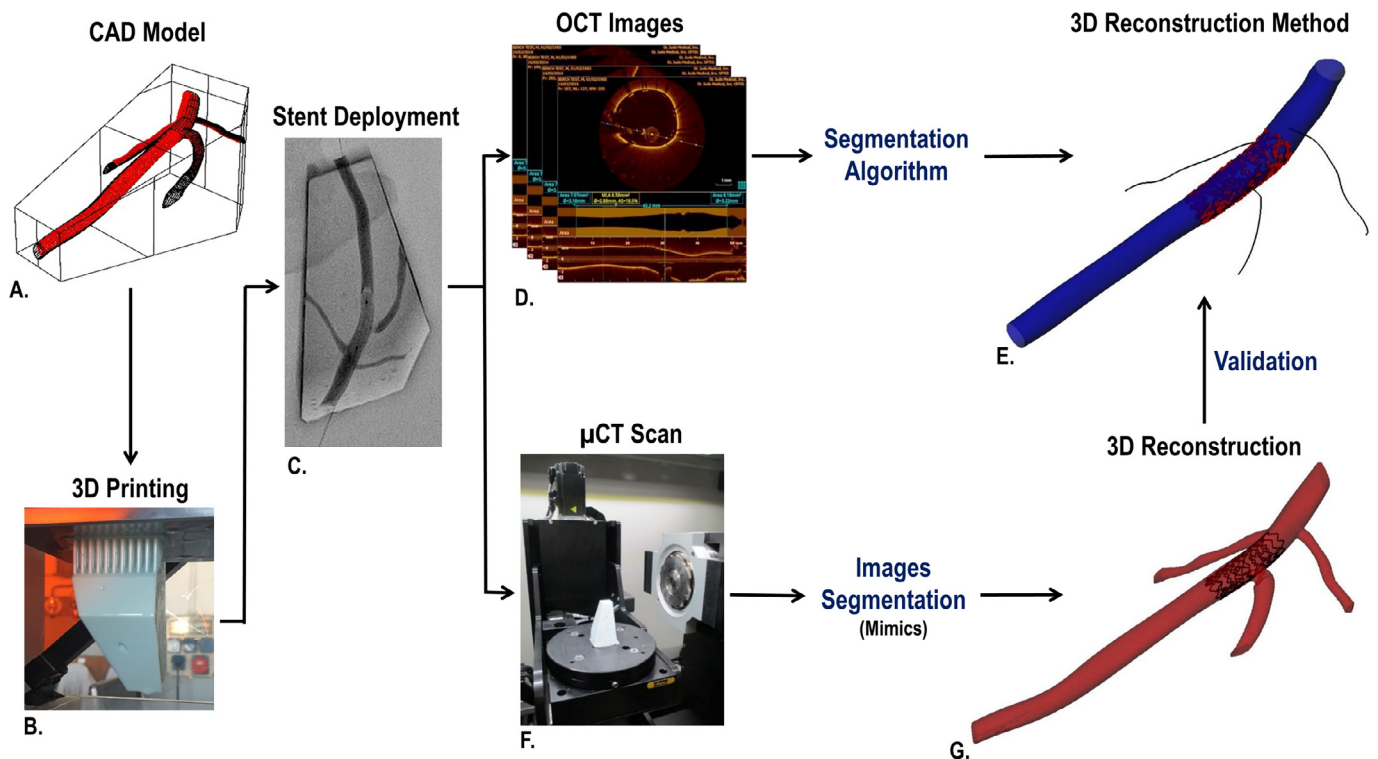 CAD Model
A.
3D Printing
B.
Stent Deployment
C.
OCT Images
D.
Segmentation
Algorithm
3D Reconstruction Method
E.
Validation
µCT Scan
F.
Images
Segmentation
(Mimics)
3D Reconstruction
G.